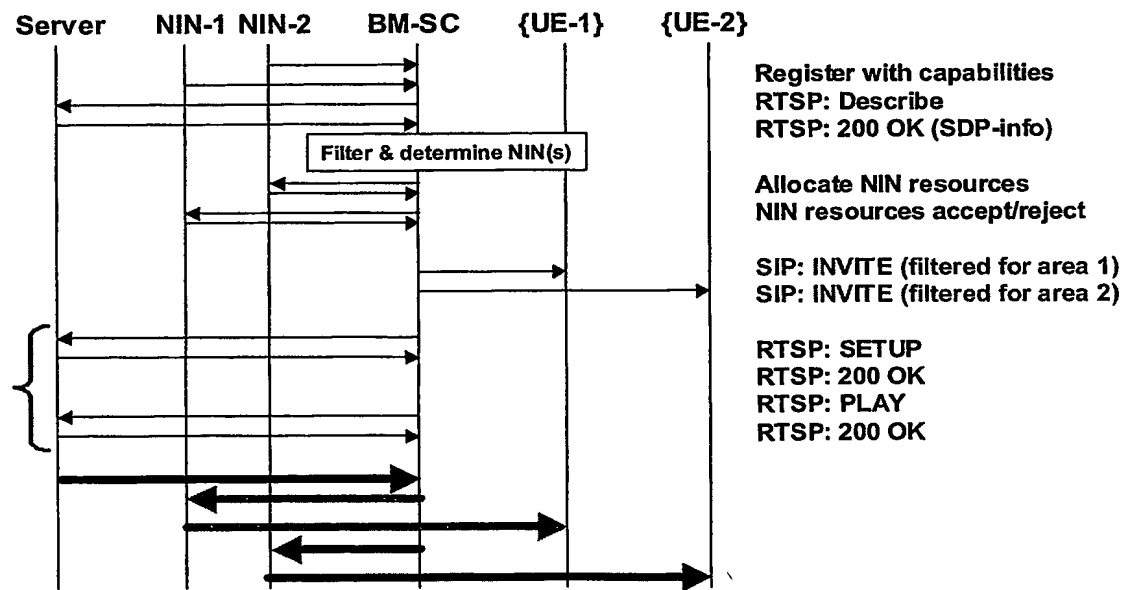 Server NIN-1 NIN-2 BM-SC {UE-1} {UE-2}
Register with capabilities
RTSP: Describe
RTSP: 200 OK (SDP-info)
Filter & determine NIN(s)
Allocate NIN resources
NIN resources accept/reject
SIP: INVITE (filtered for area 1)
SIP: INVITE (filtered for area 2)
RTSP: SETUP
RTSP: 200 OK
RTSP: PLAY
RTSP: 200 OK